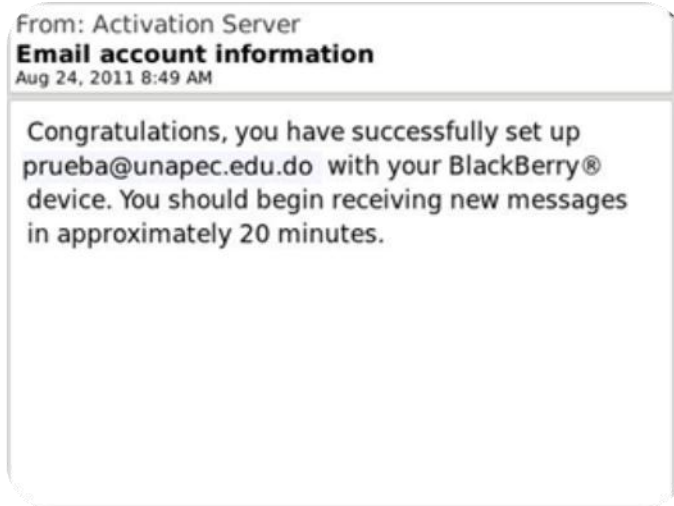 From: Activation Server
Email account information
Aug 24, 2011 8:49 AM
Congratulations, you have successfully set up
prueba@unapec.edu.do with your BlackBerry®
device. You should begin receiving new messages
in approximately 20 minutes.